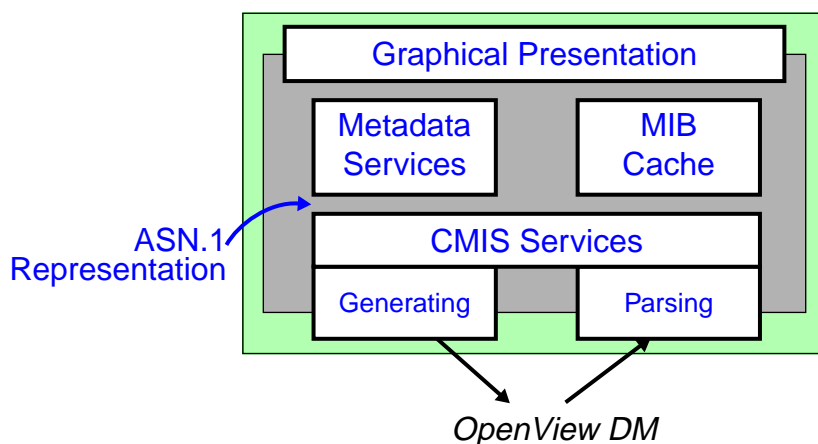 Graphical Presentation
Metadata
Services
MIB
Cache
ASN.1
Representation
CMIS Services
Generating
Parsing
OpenView DM